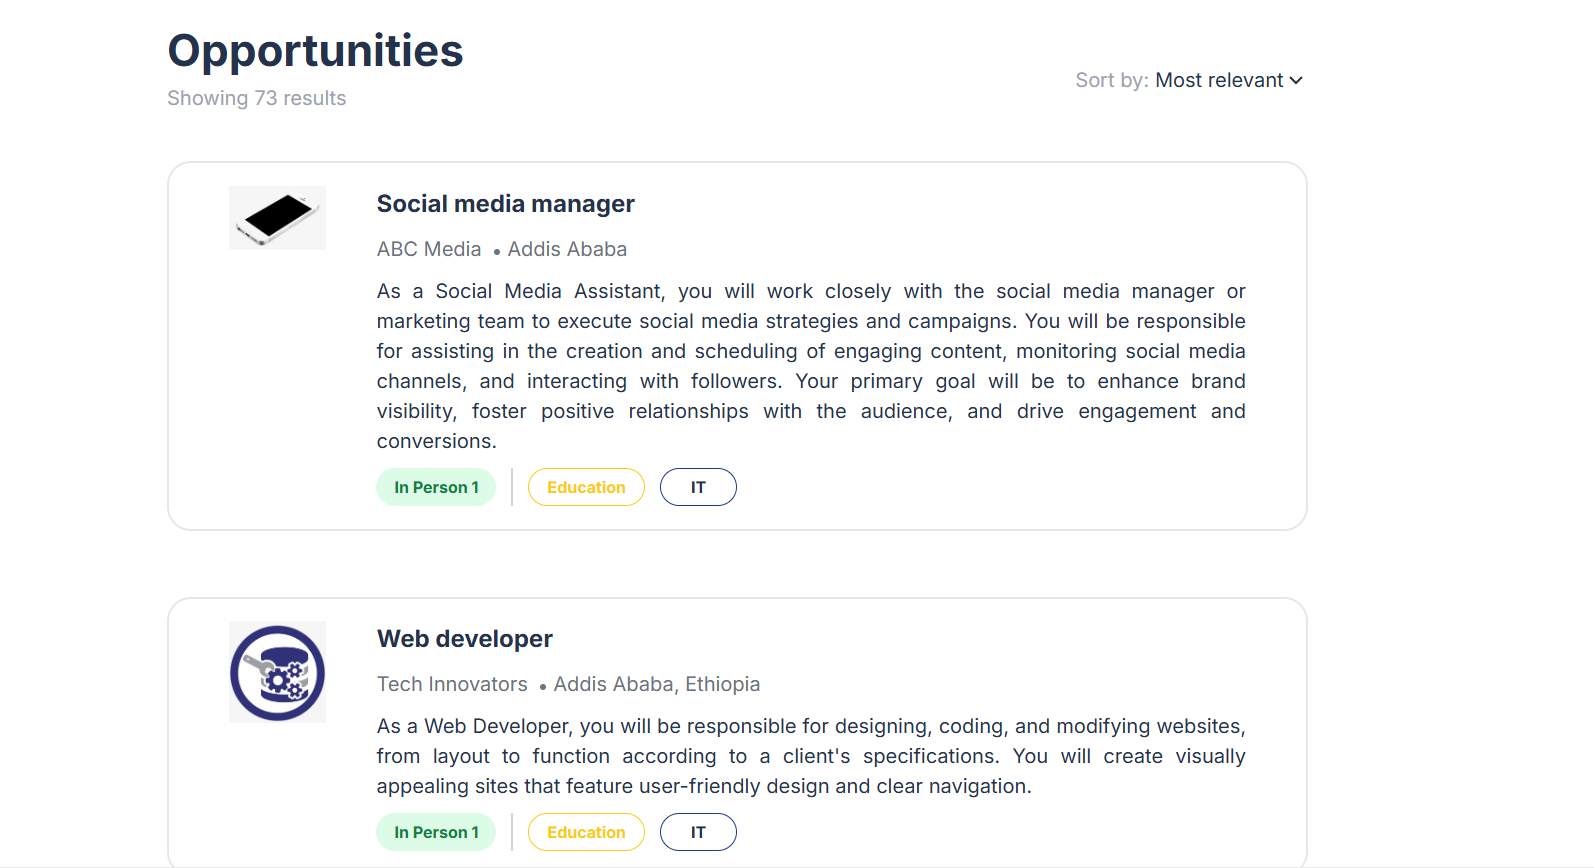 Opportunities
Showing 73 results
Sort by: Most relevant
Social media manager
ABC Media • Addis Ababa
As a Social Media Assistant, you will work closely with the social media manager or
marketing team to execute social media strategies and campaigns. You will be responsible
for assisting in the creation and scheduling of engaging content, monitoring social media
channels, and interacting with followers. Your primary goal will be to enhance brand
visibility, foster positive relationships with the audience, and drive engagement and
conversions.
In Person 1 Education IT
Web developer
Tech Innovators • Addis Ababa, Ethiopia
As a Web Developer, you will be responsible for designing, coding, and modifying websites,
from layout to function according to a client's specifications. You will create visually
appealing sites that feature user-friendly design and clear navigation.
In Person 1 Education IT